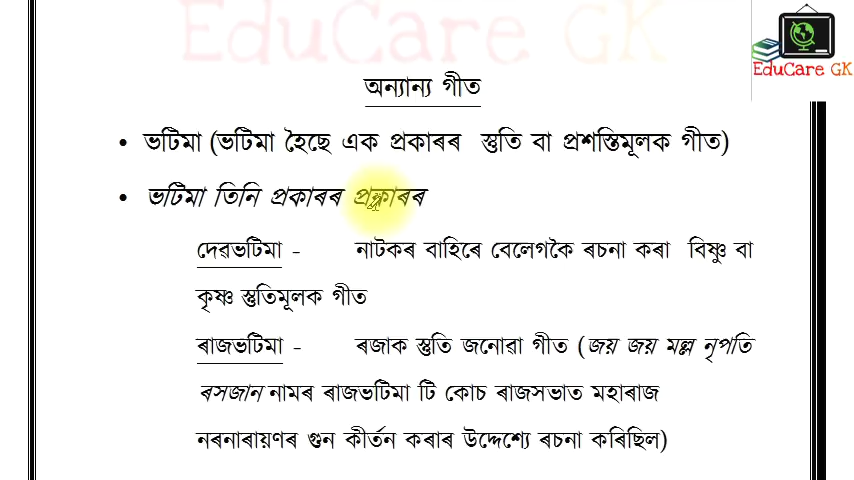 EduCare GK
EduCare GK
অন্যান্য গীত
• ভটিমা (ভটিমা হৈছে এক প্ৰকাৰৰ স্তুতি বা প্ৰশস্তিমূলক গীত)
• ভটিমা তিনি প্ৰকাৰৰ প্ৰকাৰৰ
দেৱভটিমা - নাটকৰ বাহিৰে বেলেগকৈ ৰচনা কৰা বিষ্ণু বা
কৃষ্ণ স্তুতিমূলক গীত
ৰাজভটিমা - ৰজাক স্তুতি জনোৱা গীত (জয় জয় মল্ল নৃপতি
ৰসজান নামৰ ৰাজভটিমা টি কোচ ৰাজসভাত মহাৰাজ
নৰনাৰায়ণৰ গুন কীৰ্তন কৰাৰ উদ্দেশ্যে ৰচনা কৰিছিল)